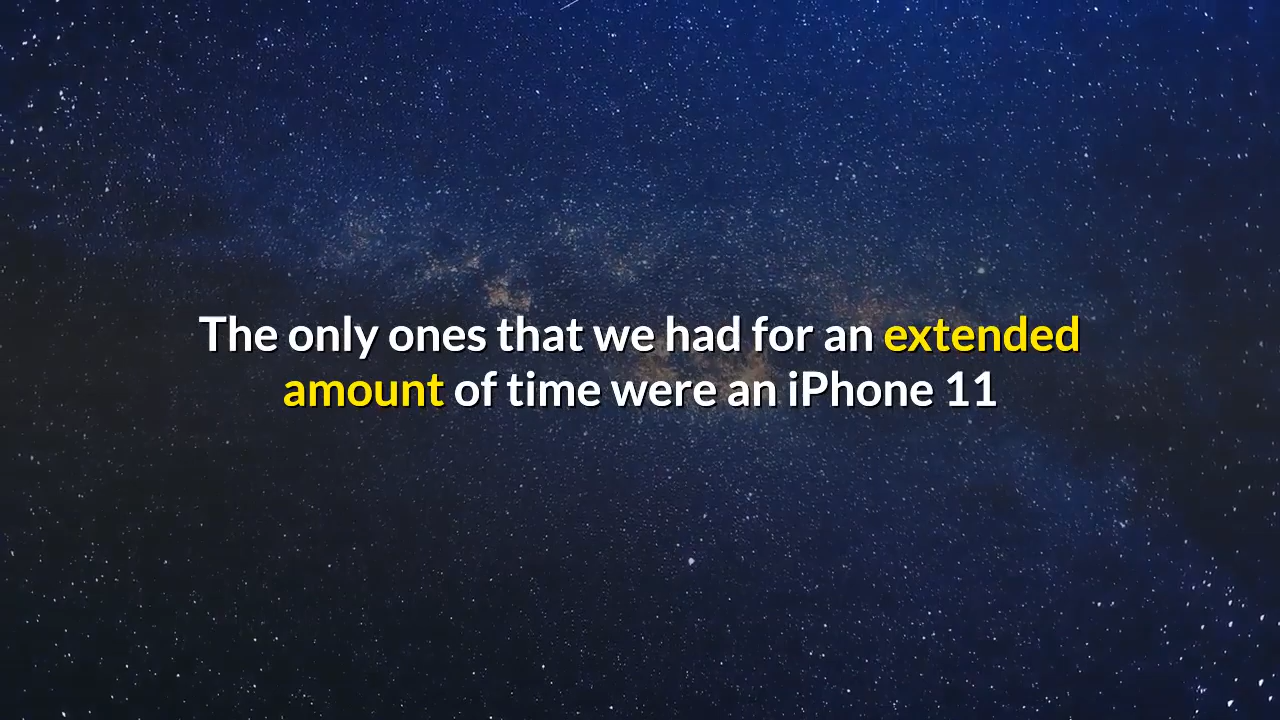 The only ones that we had for an extended
amount of time were an iPhone 11